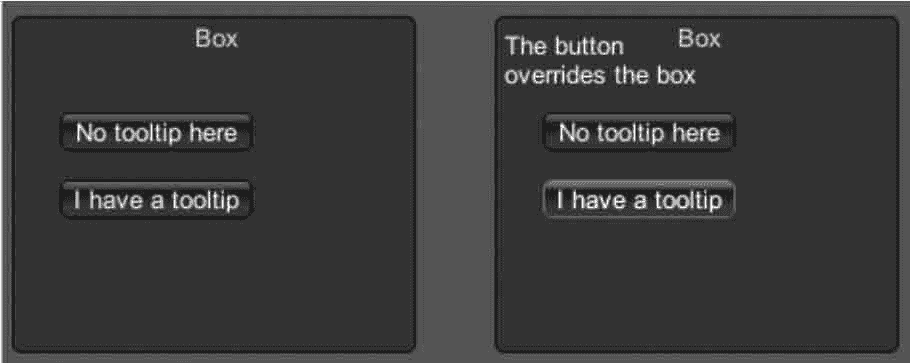 Box
No tooltip here
I have a tooltip
The button
overrides the box
Box
No tooltip here
I have a tooltip